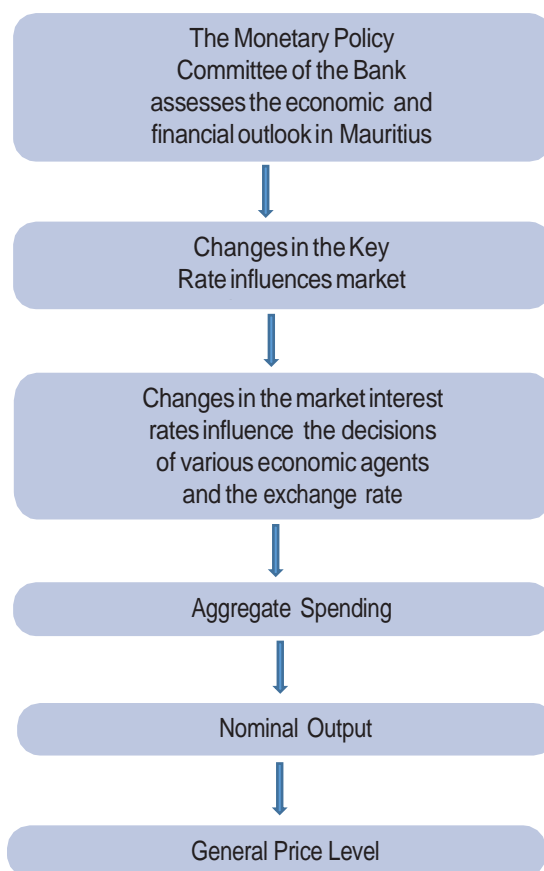 The Monetary Policy
Committee of the Bank
assesses the economic and
financial outlook in Mauritius
Changes in the Key
Rate influences market
Changes in the market interest
rates influence the decisions
of various economic agents
and the exchange rate
Aggregate Spending
Nominal Output
General Price Level